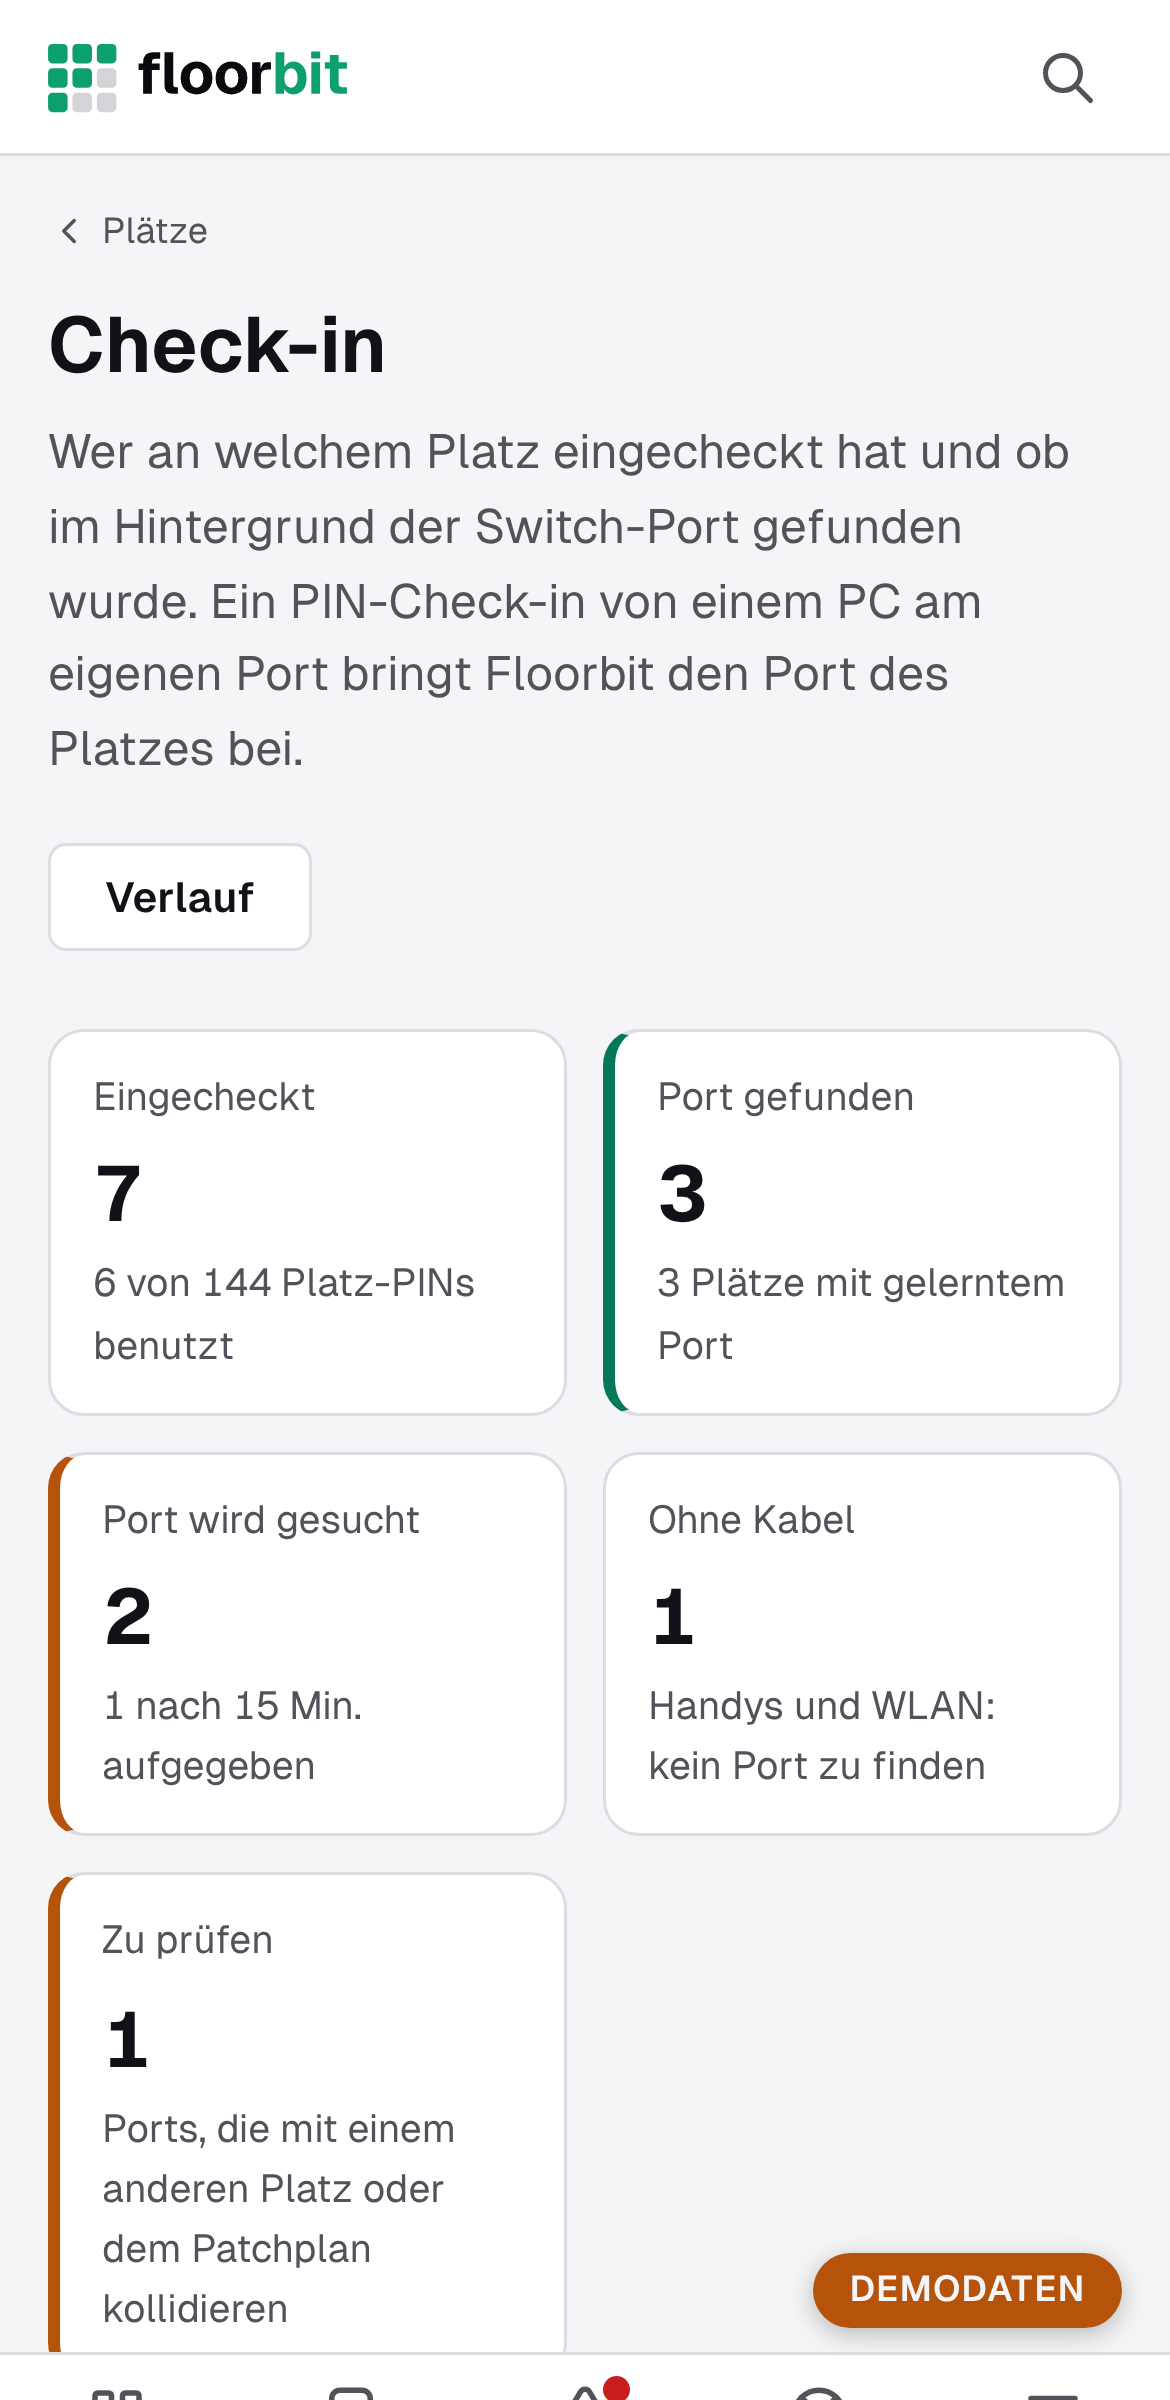 floorbit
Plätze
Check-in
Wer an welchem Platz eingecheckt hat und ob
im Hintergrund der Switch-Port gefunden
wurde. Ein PIN-Check-in von einem PC am
eigenen Port bringt Floorbit den Port des
Platzes bei.
Verlauf
Eingecheckt
7
6 von 144 Platz-PINs
benutzt
Port gefunden
3
3 Plätze mit gelerntem
Port
Port wird gesucht
2
1 nach 15 Min.
aufgegeben
Ohne Kabel
1
Handys und WLAN:
kein Port zu finden
Zu prüfen
1
Ports, die mit einem
anderen Platz oder
dem Patchplan
kollidieren
DEMODATEN